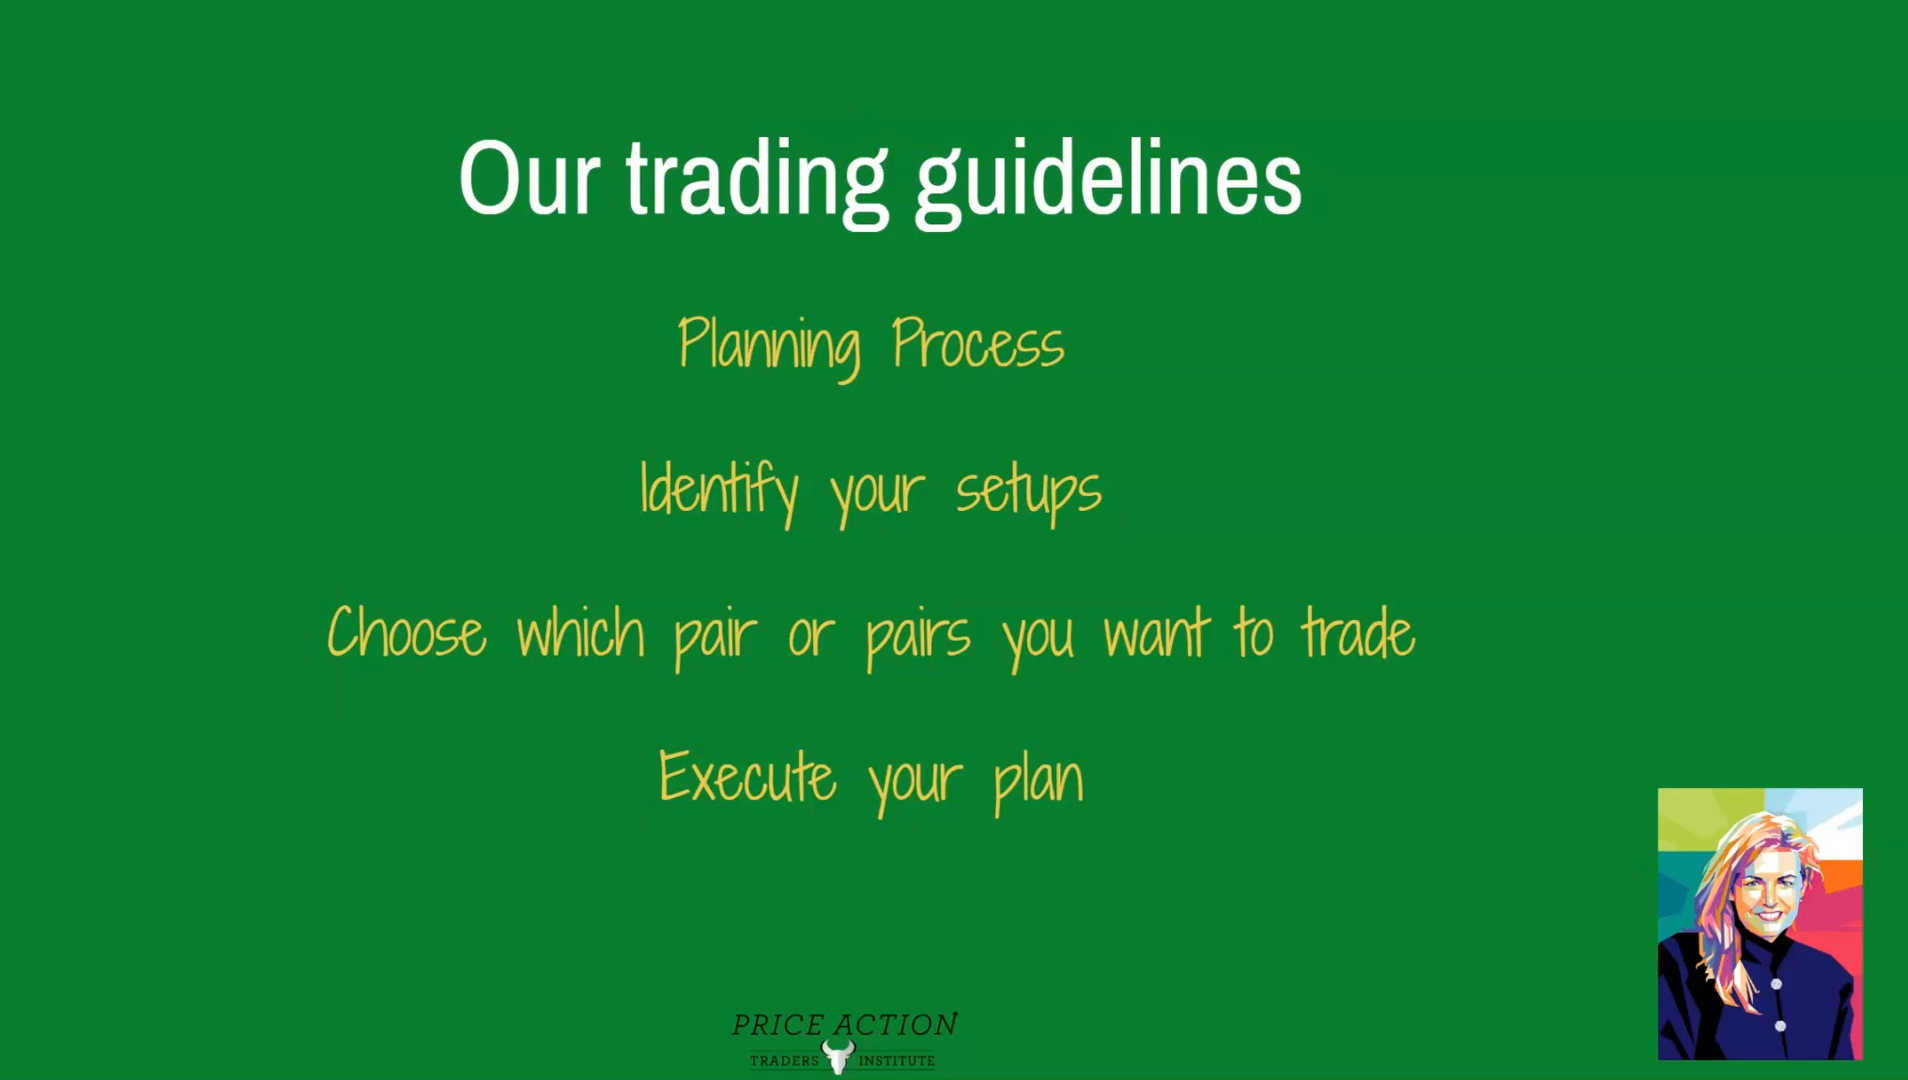 Our trading guidelines
Planning Process
Identify your setups
Choose which pair or pairs you want to trade
Execute your plan
PRICE ACTION
TRADERS INSTITUTE